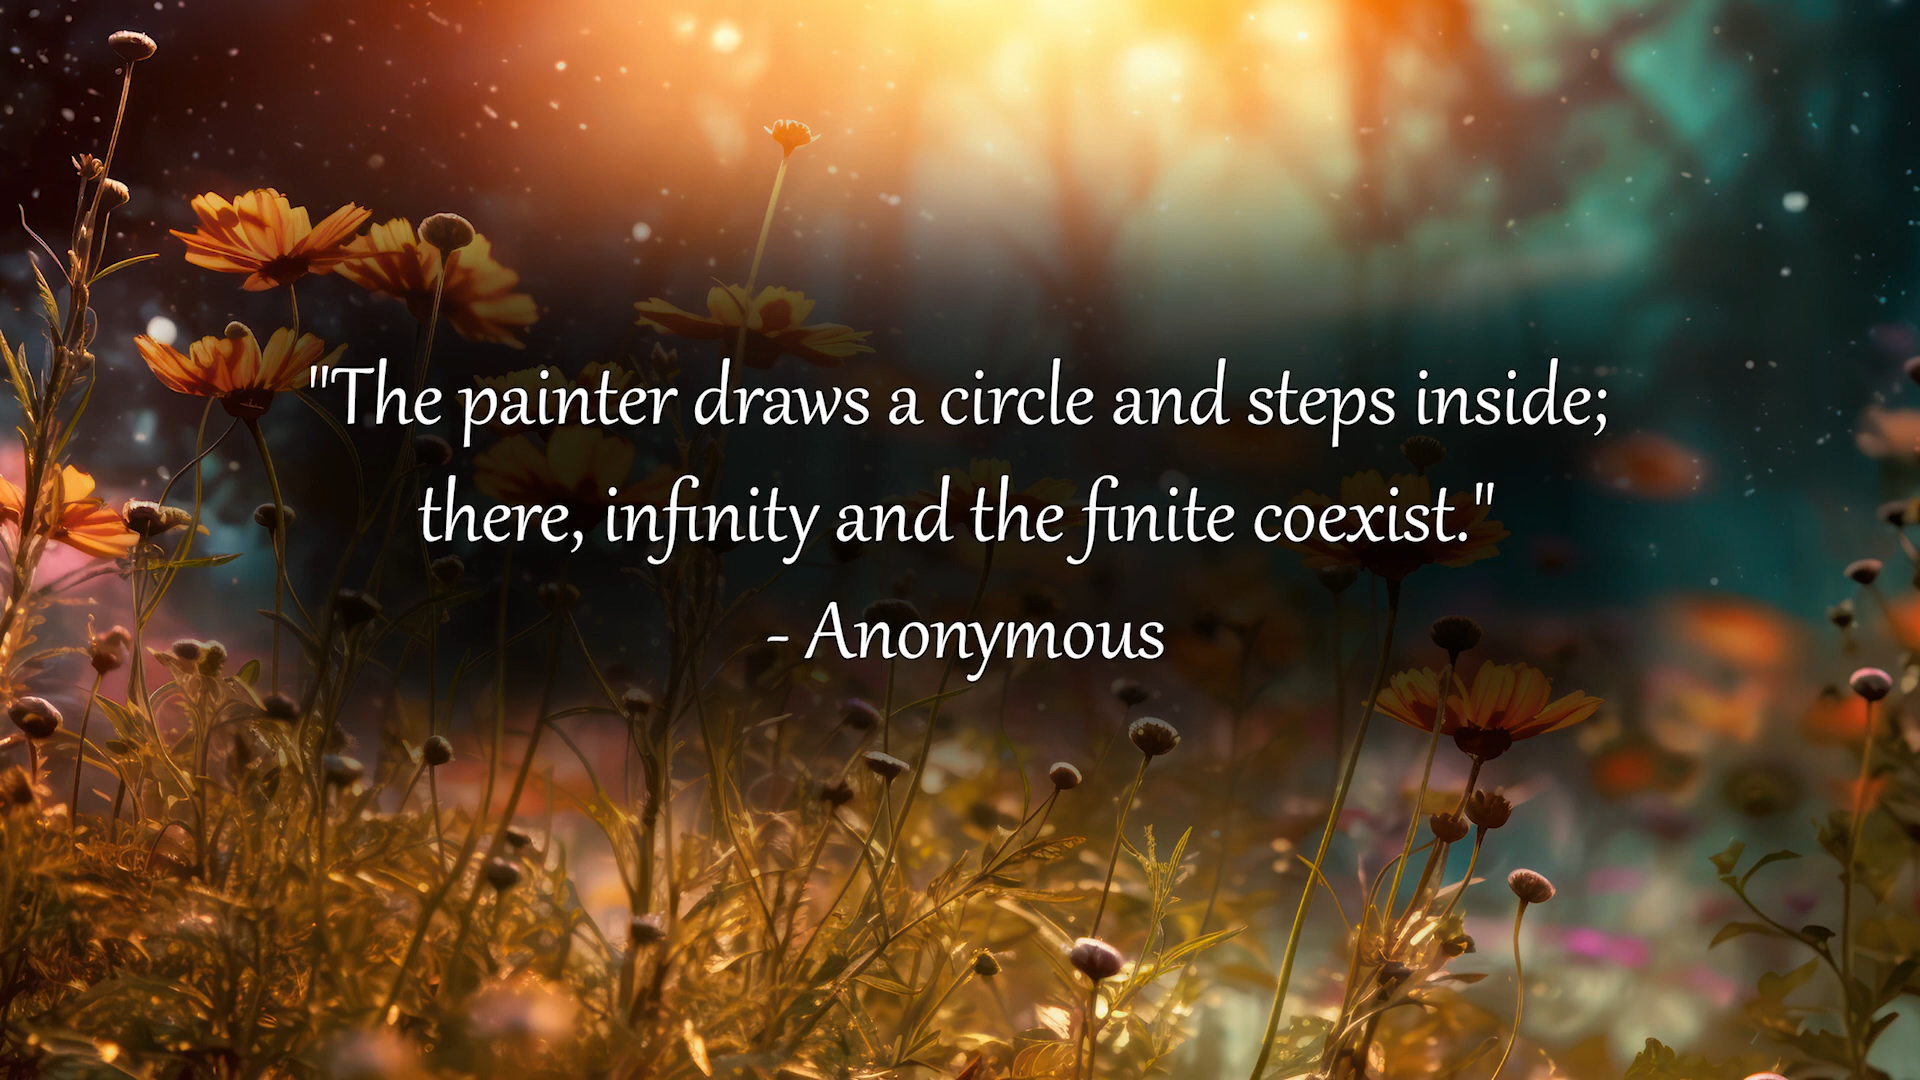 "The painter draws a circle and steps inside;
there, infinity and the finite coexist."
- Anonymous